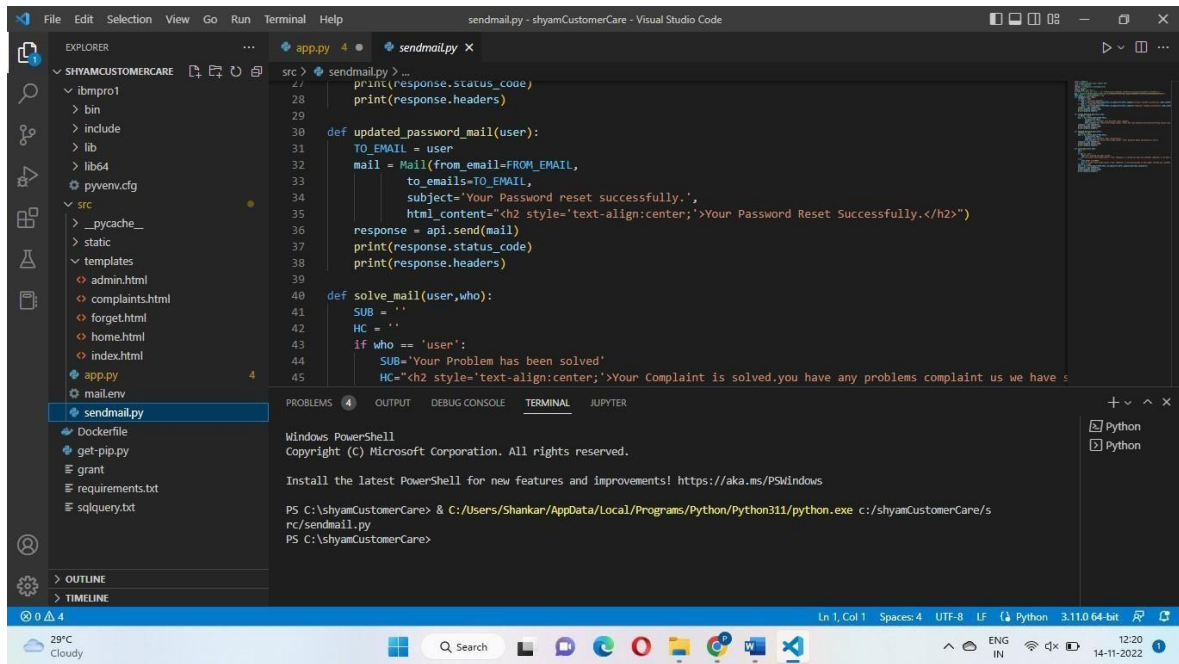 File Edit Selection View Go Run Terminal Help sendmail.py - shyamCustomerCare - Visual Studio Code
EXPLORER
SHYAMCUSTOMERCARE
ibmpro1
bin
include
lib
lib64
pyvenv.cfg
src
__pycache__
static
templates
admin.html
complaints.html
forget.html
home.html
index.html
app.py 4
mail.env
sendmail.py
Dockerfile
get-pip.py
grant
requirements.txt
sqlquery.txt
OUTLINE
TIMELINE
app.py 4 sendmail.py
src > sendmail.py > ...
27 print(response.status_code)
28 print(response.headers)
29
30 def updated_password_mail(user):
31 TO_EMAIL = user
32 mail = Mail(from_email=FROM_EMAIL,
33 to_emails=TO_EMAIL,
34 subject='Your Password reset successfully.',
35 html_content="<h2 style='text-align:center;'>Your Password Reset Successfully.</h2>")
36 response = api.send(mail)
37 print(response.status_code)
38 print(response.headers)
39
40 def solve_mail(user,who):
41 SUB = ''
42 HC = ''
43 if who == 'user':
44 SUB='Your Problem has been solved'
45 HC="<h2 style='text-align:center;'>Your Complaint is solved.you have any problems complaint us we have s
PROBLEMS 4 OUTPUT DEBUG CONSOLE TERMINAL JUPYTER
Windows PowerShell
Copyright (C) Microsoft Corporation. All rights reserved.
Install the latest PowerShell for new features and improvements! https://aka.ms/PSWindows
PS C:\shyamCustomerCare> & C:/Users/Shankar/AppData/Local/Programs/Python/Python311/python.exe c:/shyamCustomerCare/s
rc/sendmail.py
PS C:\shyamCustomerCare>
Python
Python
0 4 Ln 1, Col 1 Spaces: 4 UTF-8 LF Python 3.11.0 64-bit
29°C
Cloudy
Search
ENG
IN
12:20
14-11-2022
1